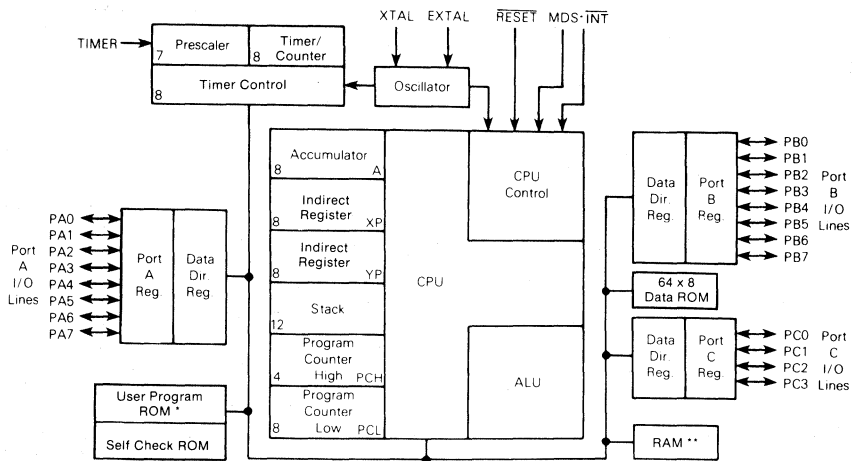 XTAL EXTAL RESET MDS-INT
TIMER
Prescaler
7
Timer/
Counter
8
Timer Control
8
Oscillator
Accumulator
8 A
Indirect
Register
8 XP
Indirect
Register
8 YP
Stack
12
Program
Counter
High PCH
4
Program
Counter
Low PCL
8
CPU
CPU
Control
ALU
Port
A
I/O
Lines
PA0
PA1
PA2
PA3
PA4
PA5
PA6
PA7
Port
A
Reg.
Data
Dir.
Reg.
User Program
ROM *
Self Check ROM
Data
Dir.
Reg.
Port
B
Reg.
PB0
PB1
PB2
PB3
PB4
PB5
PB6
PB7
Port
B
I/O
Lines
64 x 8
Data ROM
Data
Dir.
Reg.
Port
C
Reg.
PC0
PC1
PC2
PC3
Port
C
I/O
Lines
RAM **